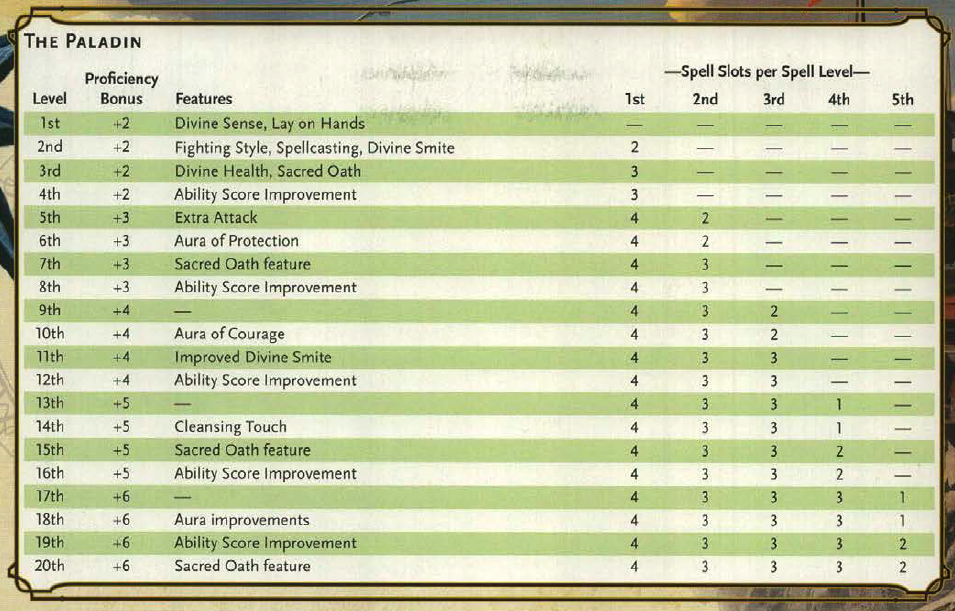 THE PALADIN
—Spell Slots per Spell Level—
Proficiency
Level Bonus Features 1st 2nd 3rd 4th 5th
1st +2 Divine Sense, Lay on Hands — — — — —
2nd +2 Fighting Style, Spellcasting, Divine Smite 2 — — — —
3rd +2 Divine Health, Sacred Oath 3 — — — —
4th +2 Ability Score Improvement 3 — — — —
5th +3 Extra Attack 4 2 — — —
6th +3 Aura of Protection 4 2 — — —
7th +3 Sacred Oath feature 4 3 — — —
8th +3 Ability Score Improvement 4 3 — — —
9th +4 — 4 3 2 — —
10th +4 Aura of Courage 4 3 2 — —
11th +4 Improved Divine Smite 4 3 3 — —
12th +4 Ability Score Improvement 4 3 3 — —
13th +5 — 4 3 3 1 —
14th +5 Cleansing Touch 4 3 3 1 —
15th +5 Sacred Oath feature 4 3 3 2 —
16th +5 Ability Score Improvement 4 3 3 2 —
17th +6 — 4 3 3 3 1
18th +6 Aura improvements 4 3 3 3 1
19th +6 Ability Score Improvement 4 3 3 3 2
20th +6 Sacred Oath feature 4 3 3 3 2